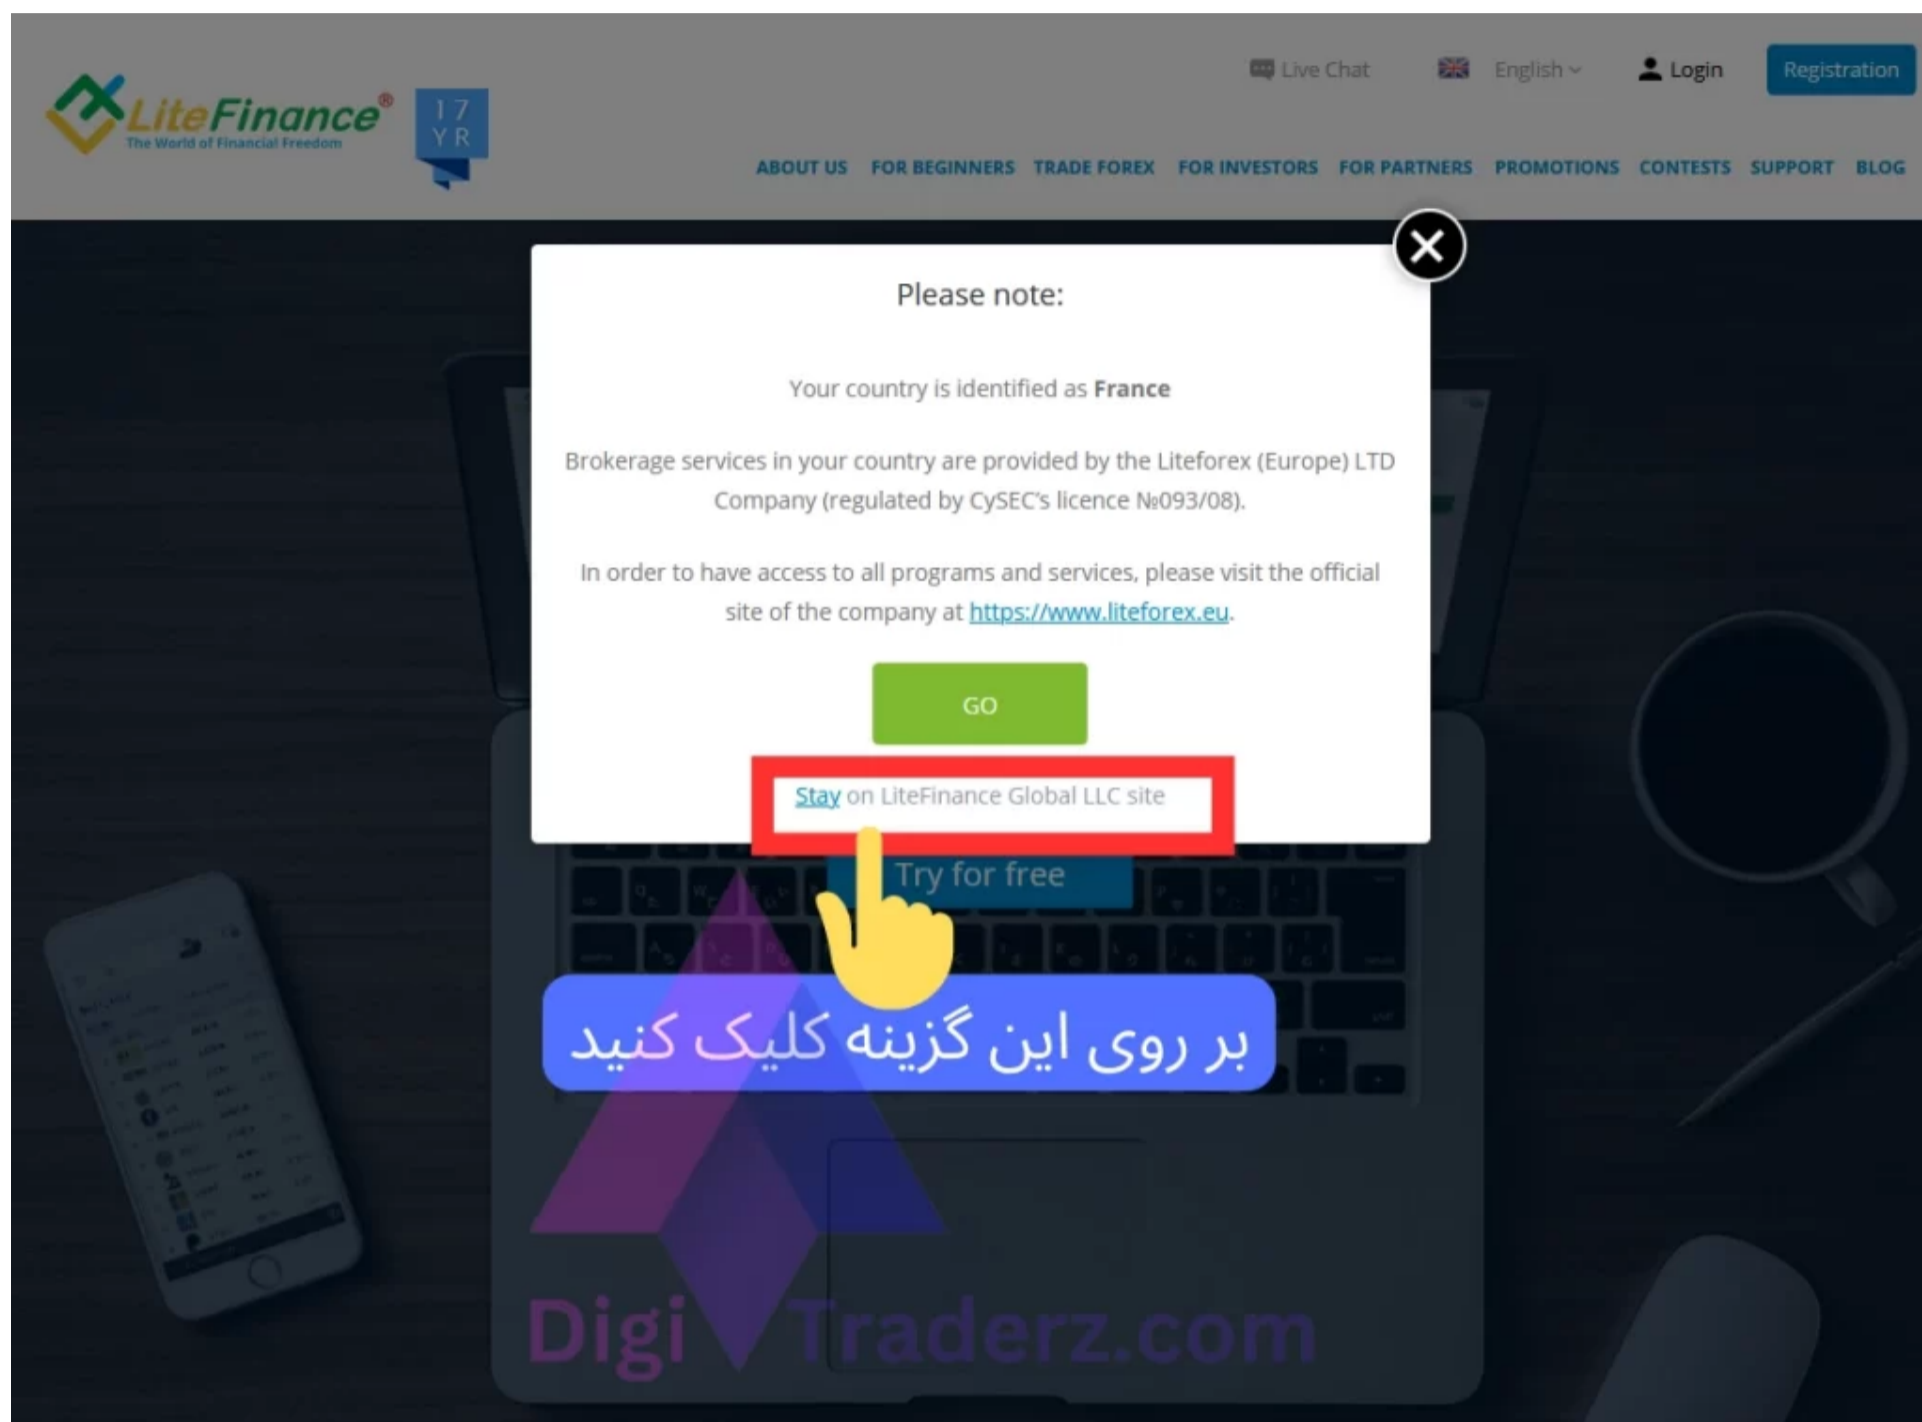 Live Chat
English
Login
Registration
LiteFinance®
The World of Financial Freedom
17
YR
ABOUT US FOR BEGINNERS TRADE FOREX FOR INVESTORS FOR PARTNERS PROMOTIONS CONTESTS SUPPORT BLOG
Please note:
Your country is identified as France
Brokerage services in your country are provided by the Liteforex (Europe) LTD
Company (regulated by CySEC's licence №093/08).
In order to have access to all programs and services, please visit the official
site of the company at https://www.liteforex.eu.
GO
Stay on LiteFinance Global LLC site
Try for free
بر روی این گزینه کلیک کنید
DigiTraderz.com